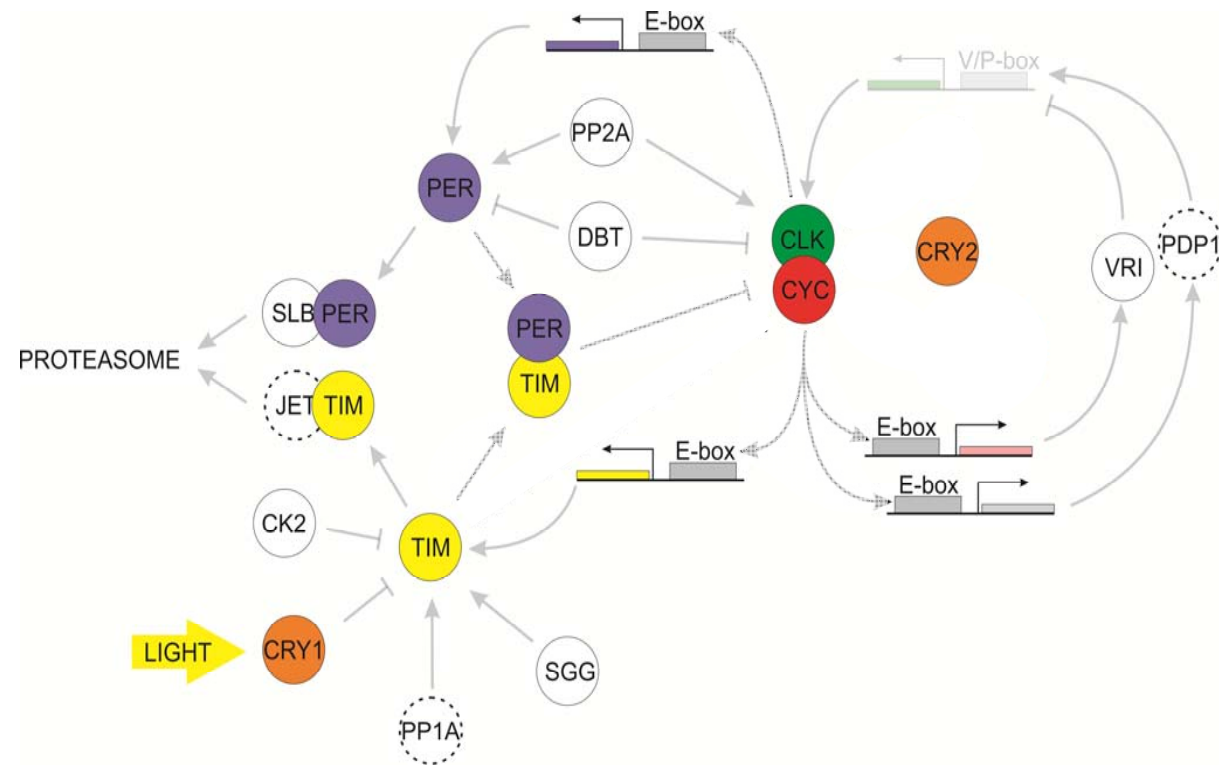 E-box
V/P-box
PP2A
PER
DBT
CLK
CRY2
PDP1
VRI
CYC
SLB
PER
PER
PROTEASOME
TIM
JET
TIM
E-box
E-box
E-box
CK2
TIM
LIGHT
CRY1
SGG
PP1A